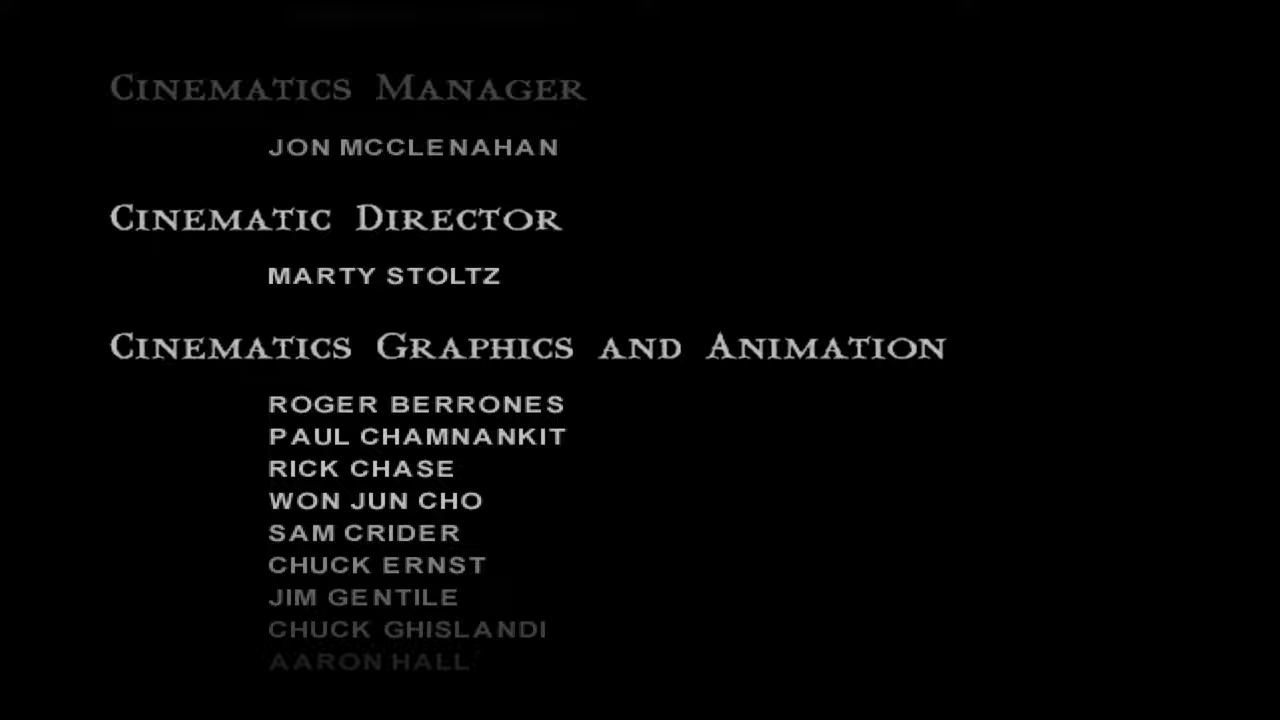 CINEMATICS MANAGER
JON MCCLENAHAN
CINEMATIC DIRECTOR
MARTY STOLTZ
CINEMATICS GRAPHICS AND ANIMATION
ROGER BERRONES
PAUL CHAMNANKIT
RICK CHASE
WON JUN CHO
SAM CRIDER
CHUCK ERNST
JIM GENTILE
CHUCK GHISLANDI
AARON HALL